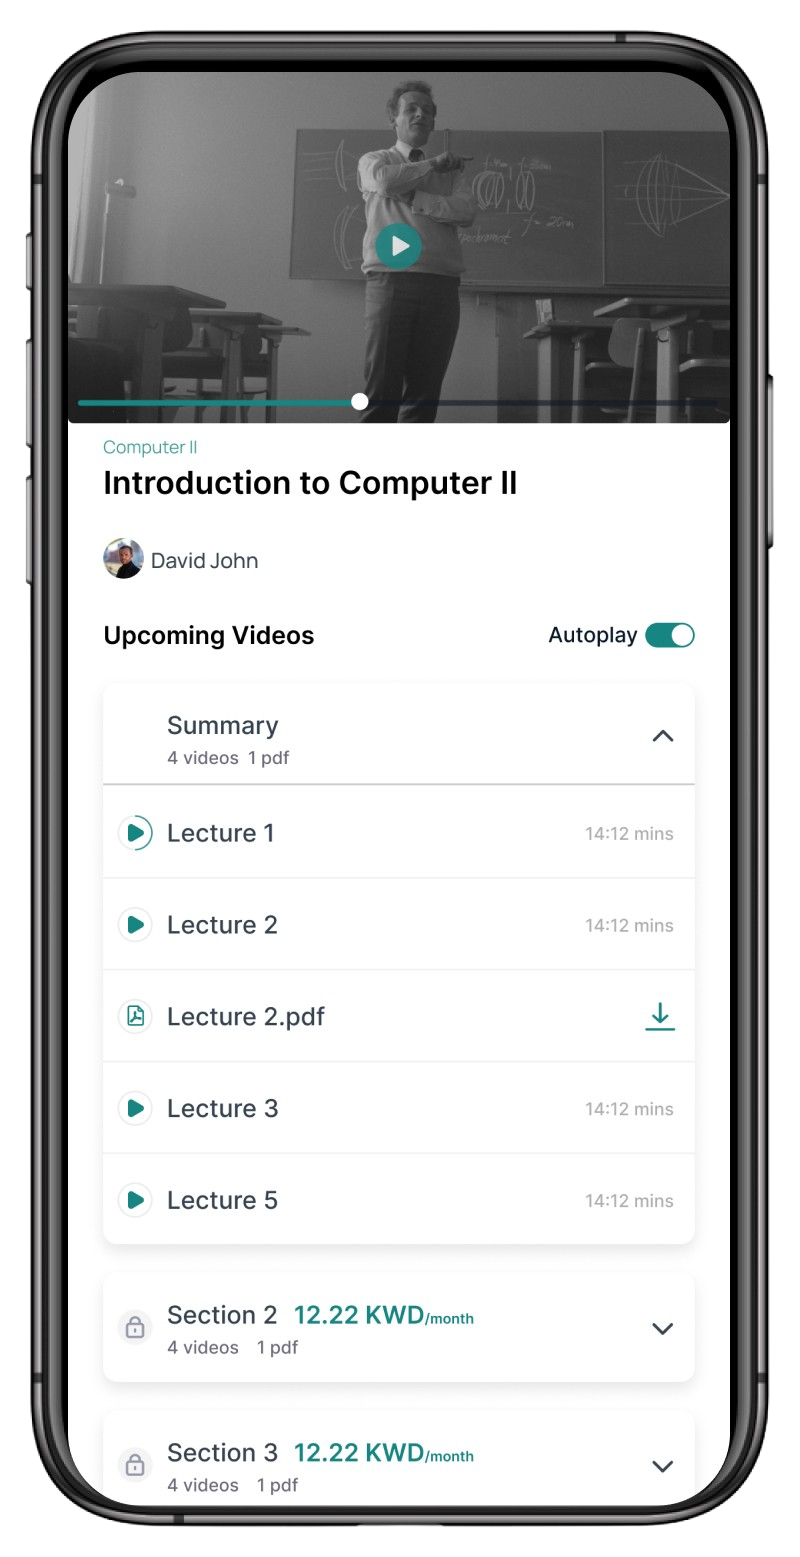 f=20cm
Computer II
Introduction to Computer II
David John
Upcoming Videos
Autoplay
Summary
4 videos 1 pdf
Lecture 1
14:12 mins
Lecture 2
14:12 mins
Lecture 2.pdf
Lecture 3
14:12 mins
Lecture 5
14:12 mins
Section 2 12.22 KWD/month
4 videos 1 pdf
Section 3 12.22 KWD/month
4 videos 1 pdf